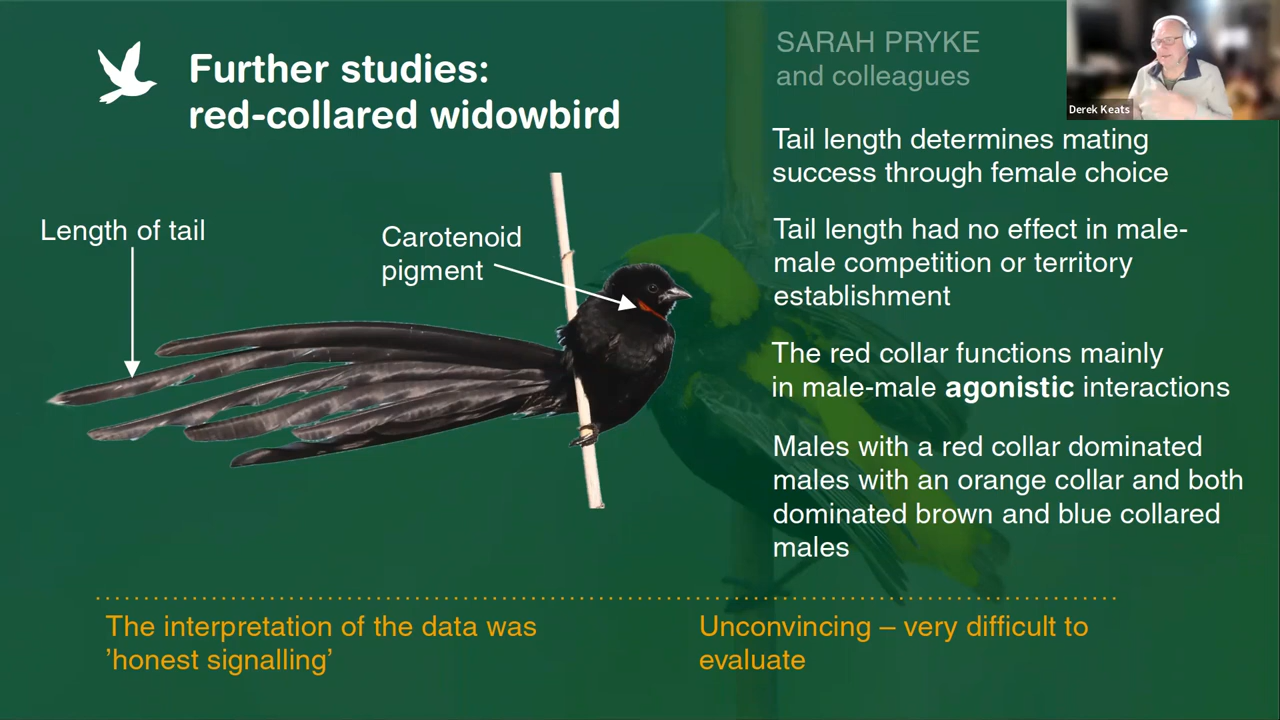 Further studies:
red-collared widowbird
SARAH PRYKE
and colleagues
Derek Keats
Length of tail
Carotenoid
pigment
Tail length determines mating
success through female choice
Tail length had no effect in male-
male competition or territory
establishment
The red collar functions mainly
in male-male agonistic interactions
Males with a red collar dominated
males with an orange collar and both
dominated brown and blue collared
males
The interpretation of the data was
’honest signalling’
Unconvincing – very difficult to
evaluate